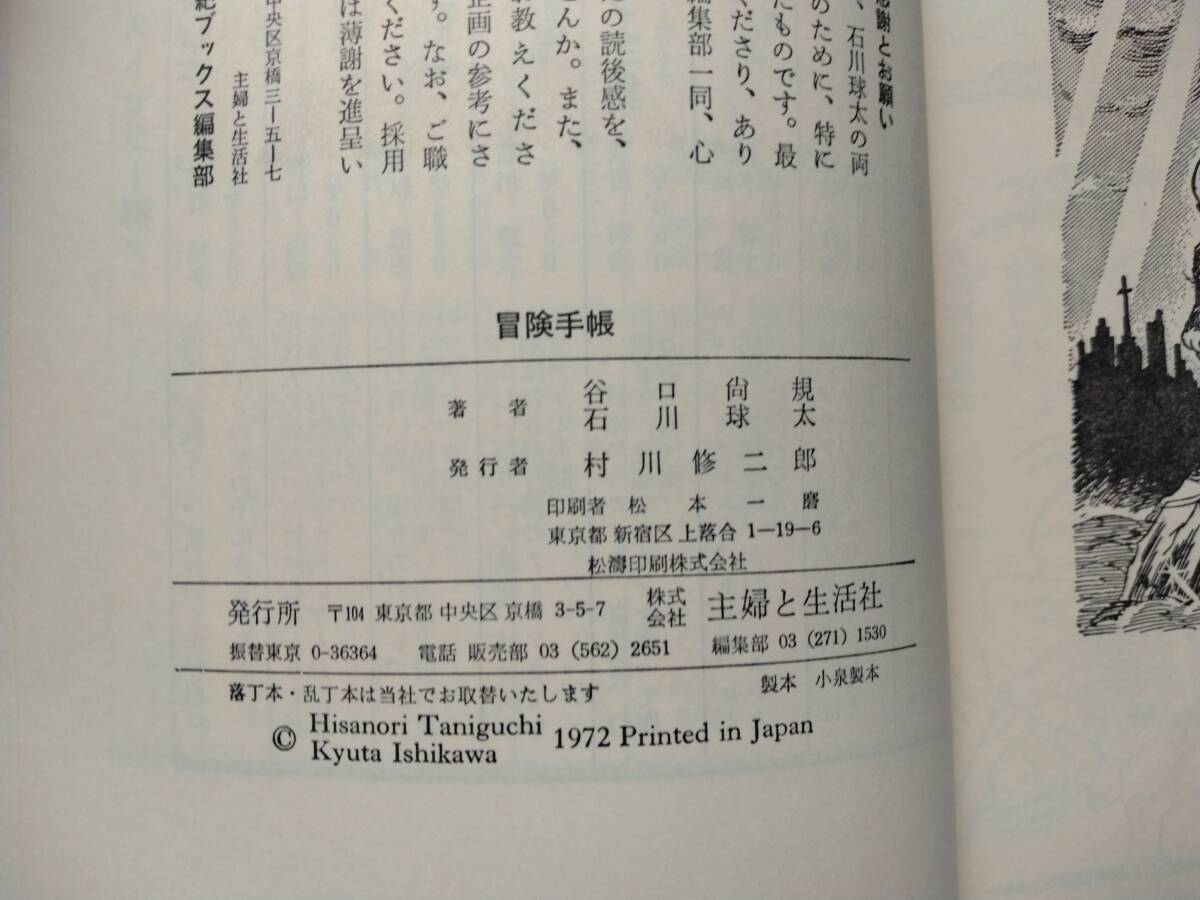 感謝とお願い
、石川球太の両
のために、特に
たものです。最
くださり、あり
編集部一同、心
の読後感を、
せんか。また、
お教えくださ
企画の参考にさ
す。なお、ご職
ください。採用
は薄謝を進呈い
中央区京橋三—五—七
主婦と生活社
紀ブックス編集部
冒険手帳
著者 谷口尚規
石川球太
発行者 村川修二郎
印刷者 松本一磨
東京都新宿区上落合 1—19—6
松濤印刷株式会社
発行所 〒104 東京都中央区京橋 3-5-7 株式会社 主婦と生活社
振替東京 0-36364 電話 販売部 03 (562) 2651 編集部 03 (271) 1530
落丁本・乱丁本は当社でお取替いたします 製本 小泉製本
© Hisanori Taniguchi
Kyuta Ishikawa 1972 Printed in Japan